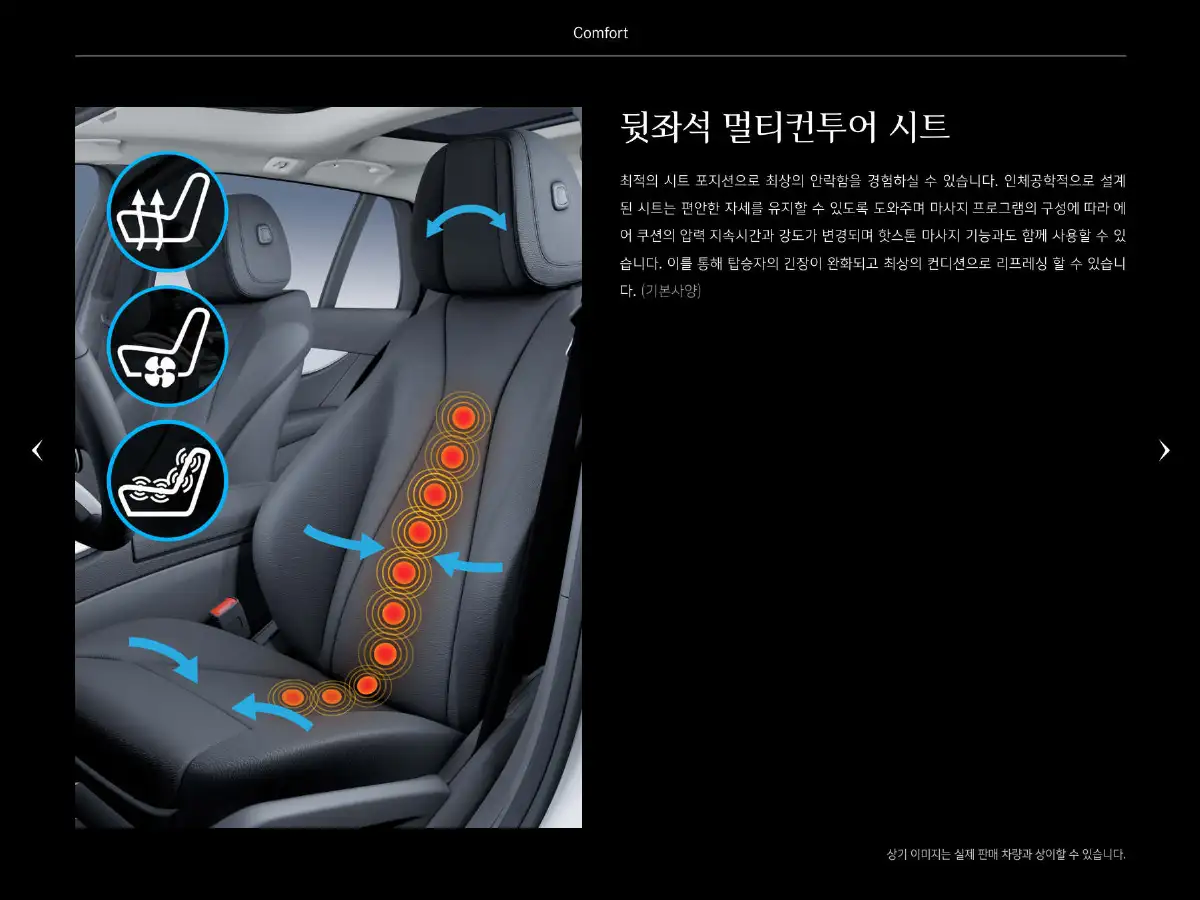 Comfort
뒷좌석 멀티컨투어 시트
최적의 시트 포지션으로 최상의 안락함을 경험하실 수 있습니다. 인체공학적으로 설계
된 시트는 편안한 자세를 유지할 수 있도록 도와주며 마사지 프로그램의 구성에 따라 에
어 쿠션의 압력 지속시간과 강도가 변경되며 핫스톤 마사지 기능과도 함께 사용할 수 있
습니다. 이를 통해 탑승자의 긴장이 완화되고 최상의 컨디션으로 리프레싱 할 수 있습니
다. (기본사양)
상기 이미지는 실제 판매 차량과 상이할 수 있습니다.